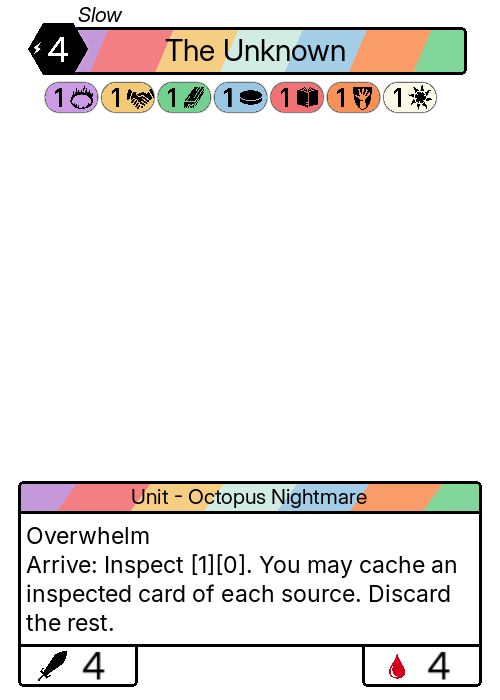 Slow
4 The Unknown
1 1 1 1 1 1 1
Unit - Octopus Nightmare
Overwhelm
Arrive: Inspect [1][0]. You may cache an
inspected card of each source. Discard
the rest.
4 4